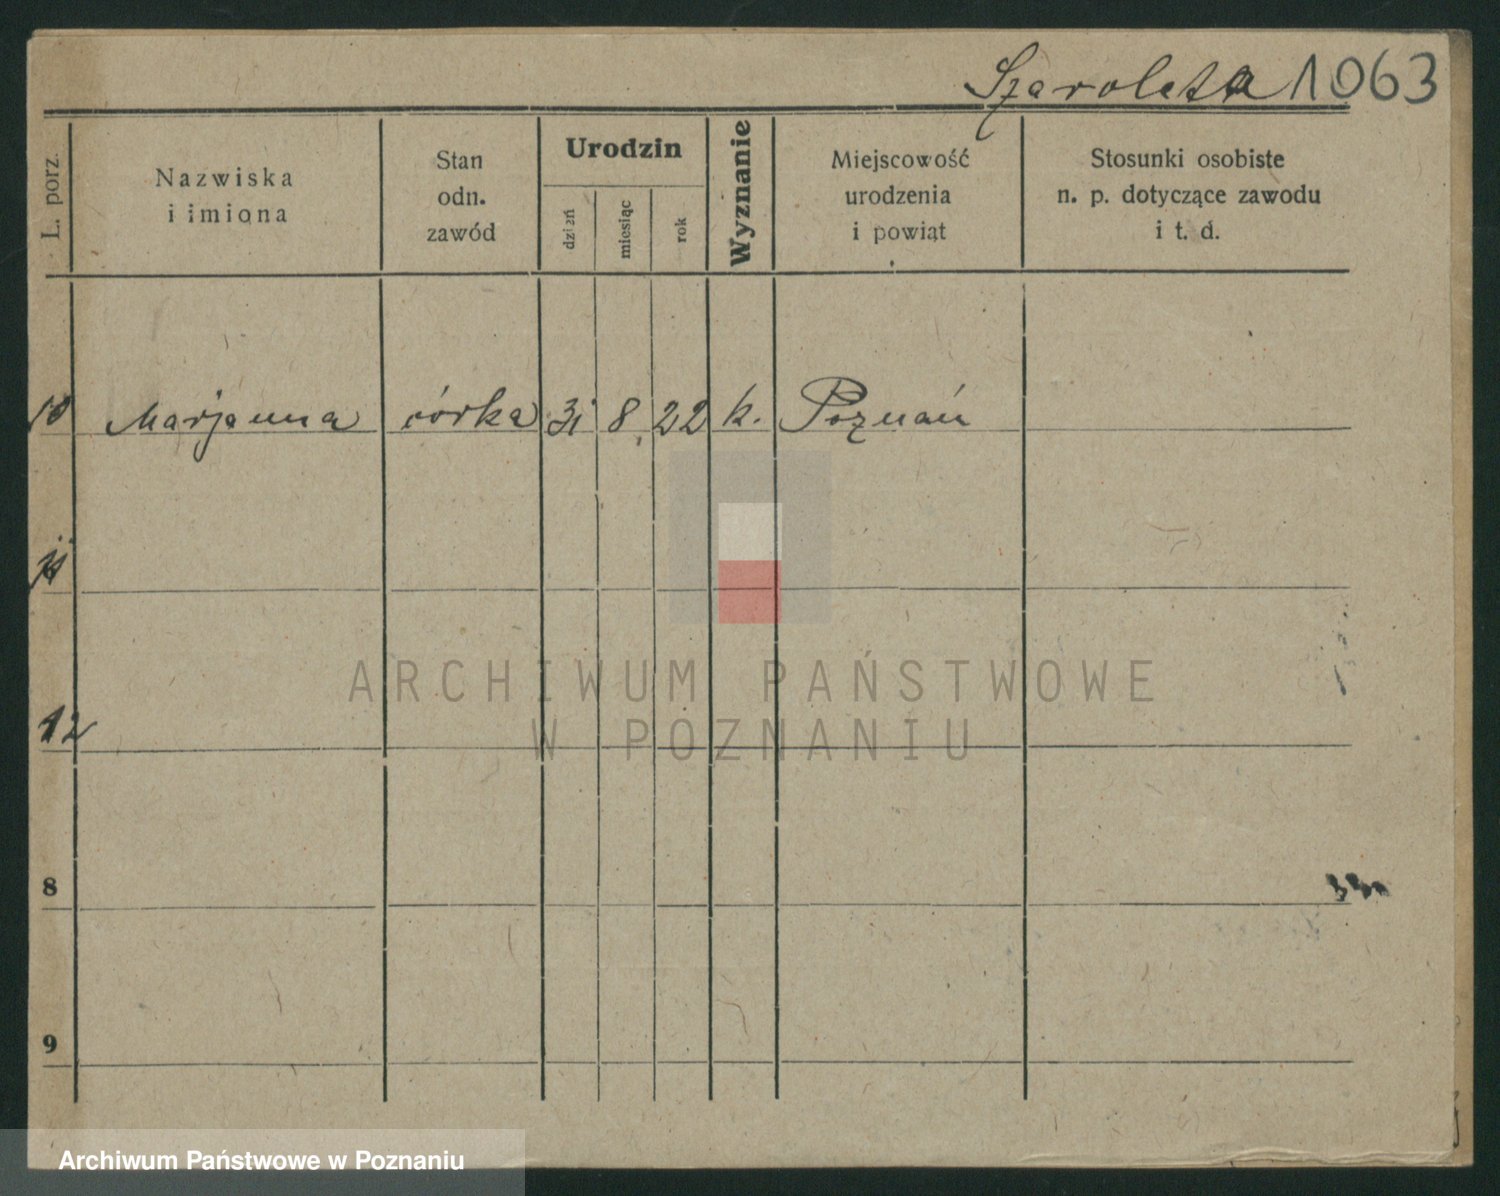 Szaroleta 1063
L. porz.
Nazwiska
i imiona
Stan
odn.
zawód
Urodzin
dzień
miesiąc
rok
Wyznanie
Miejscowość
urodzenia
i powiat
Stosunki osobiste
n. p. dotyczące zawodu
i t. d.
10 Marjanna córka 31 8 22 k. Poznań
11
12
8
9
ARCHIWUM PAŃSTWOWE
W POZNANIU
Archiwum Państwowe w Poznaniu